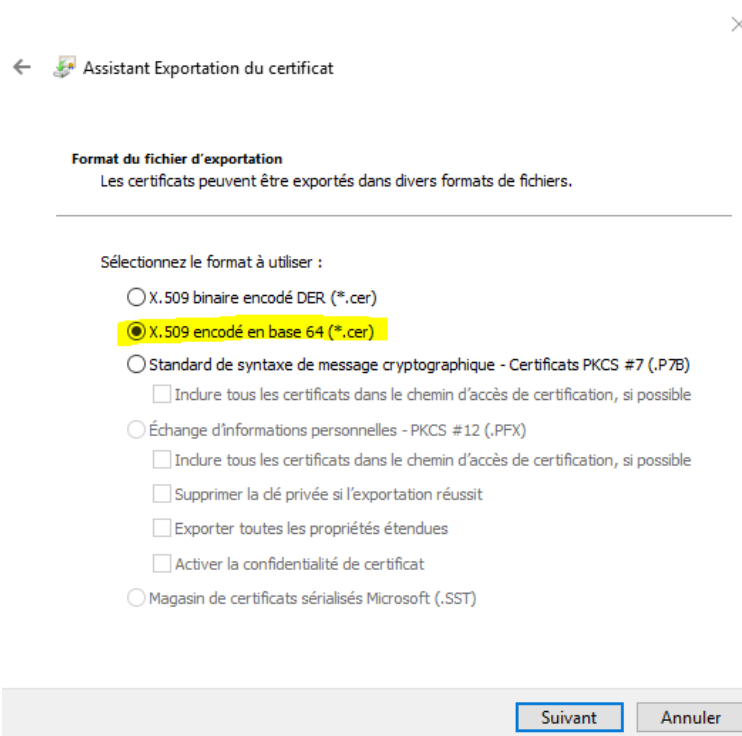 Assistant Exportation du certificat
Format du fichier d'exportation
Les certificats peuvent être exportés dans divers formats de fichiers.
Sélectionnez le format à utiliser :
X.509 binaire encodé DER (*.cer)
X.509 encodé en base 64 (*.cer)
Standard de syntaxe de message cryptographique - Certificats PKCS #7 (.P7B)
Inclure tous les certificats dans le chemin d'accès de certification, si possible
Échange d'informations personnelles - PKCS #12 (.PFX)
Inclure tous les certificats dans le chemin d'accès de certification, si possible
Supprimer la clé privée si l'exportation réussit
Exporter toutes les propriétés étendues
Activer la confidentialité de certificat
Magasin de certificats sérialisés Microsoft (.SST)
Suivant Annuler